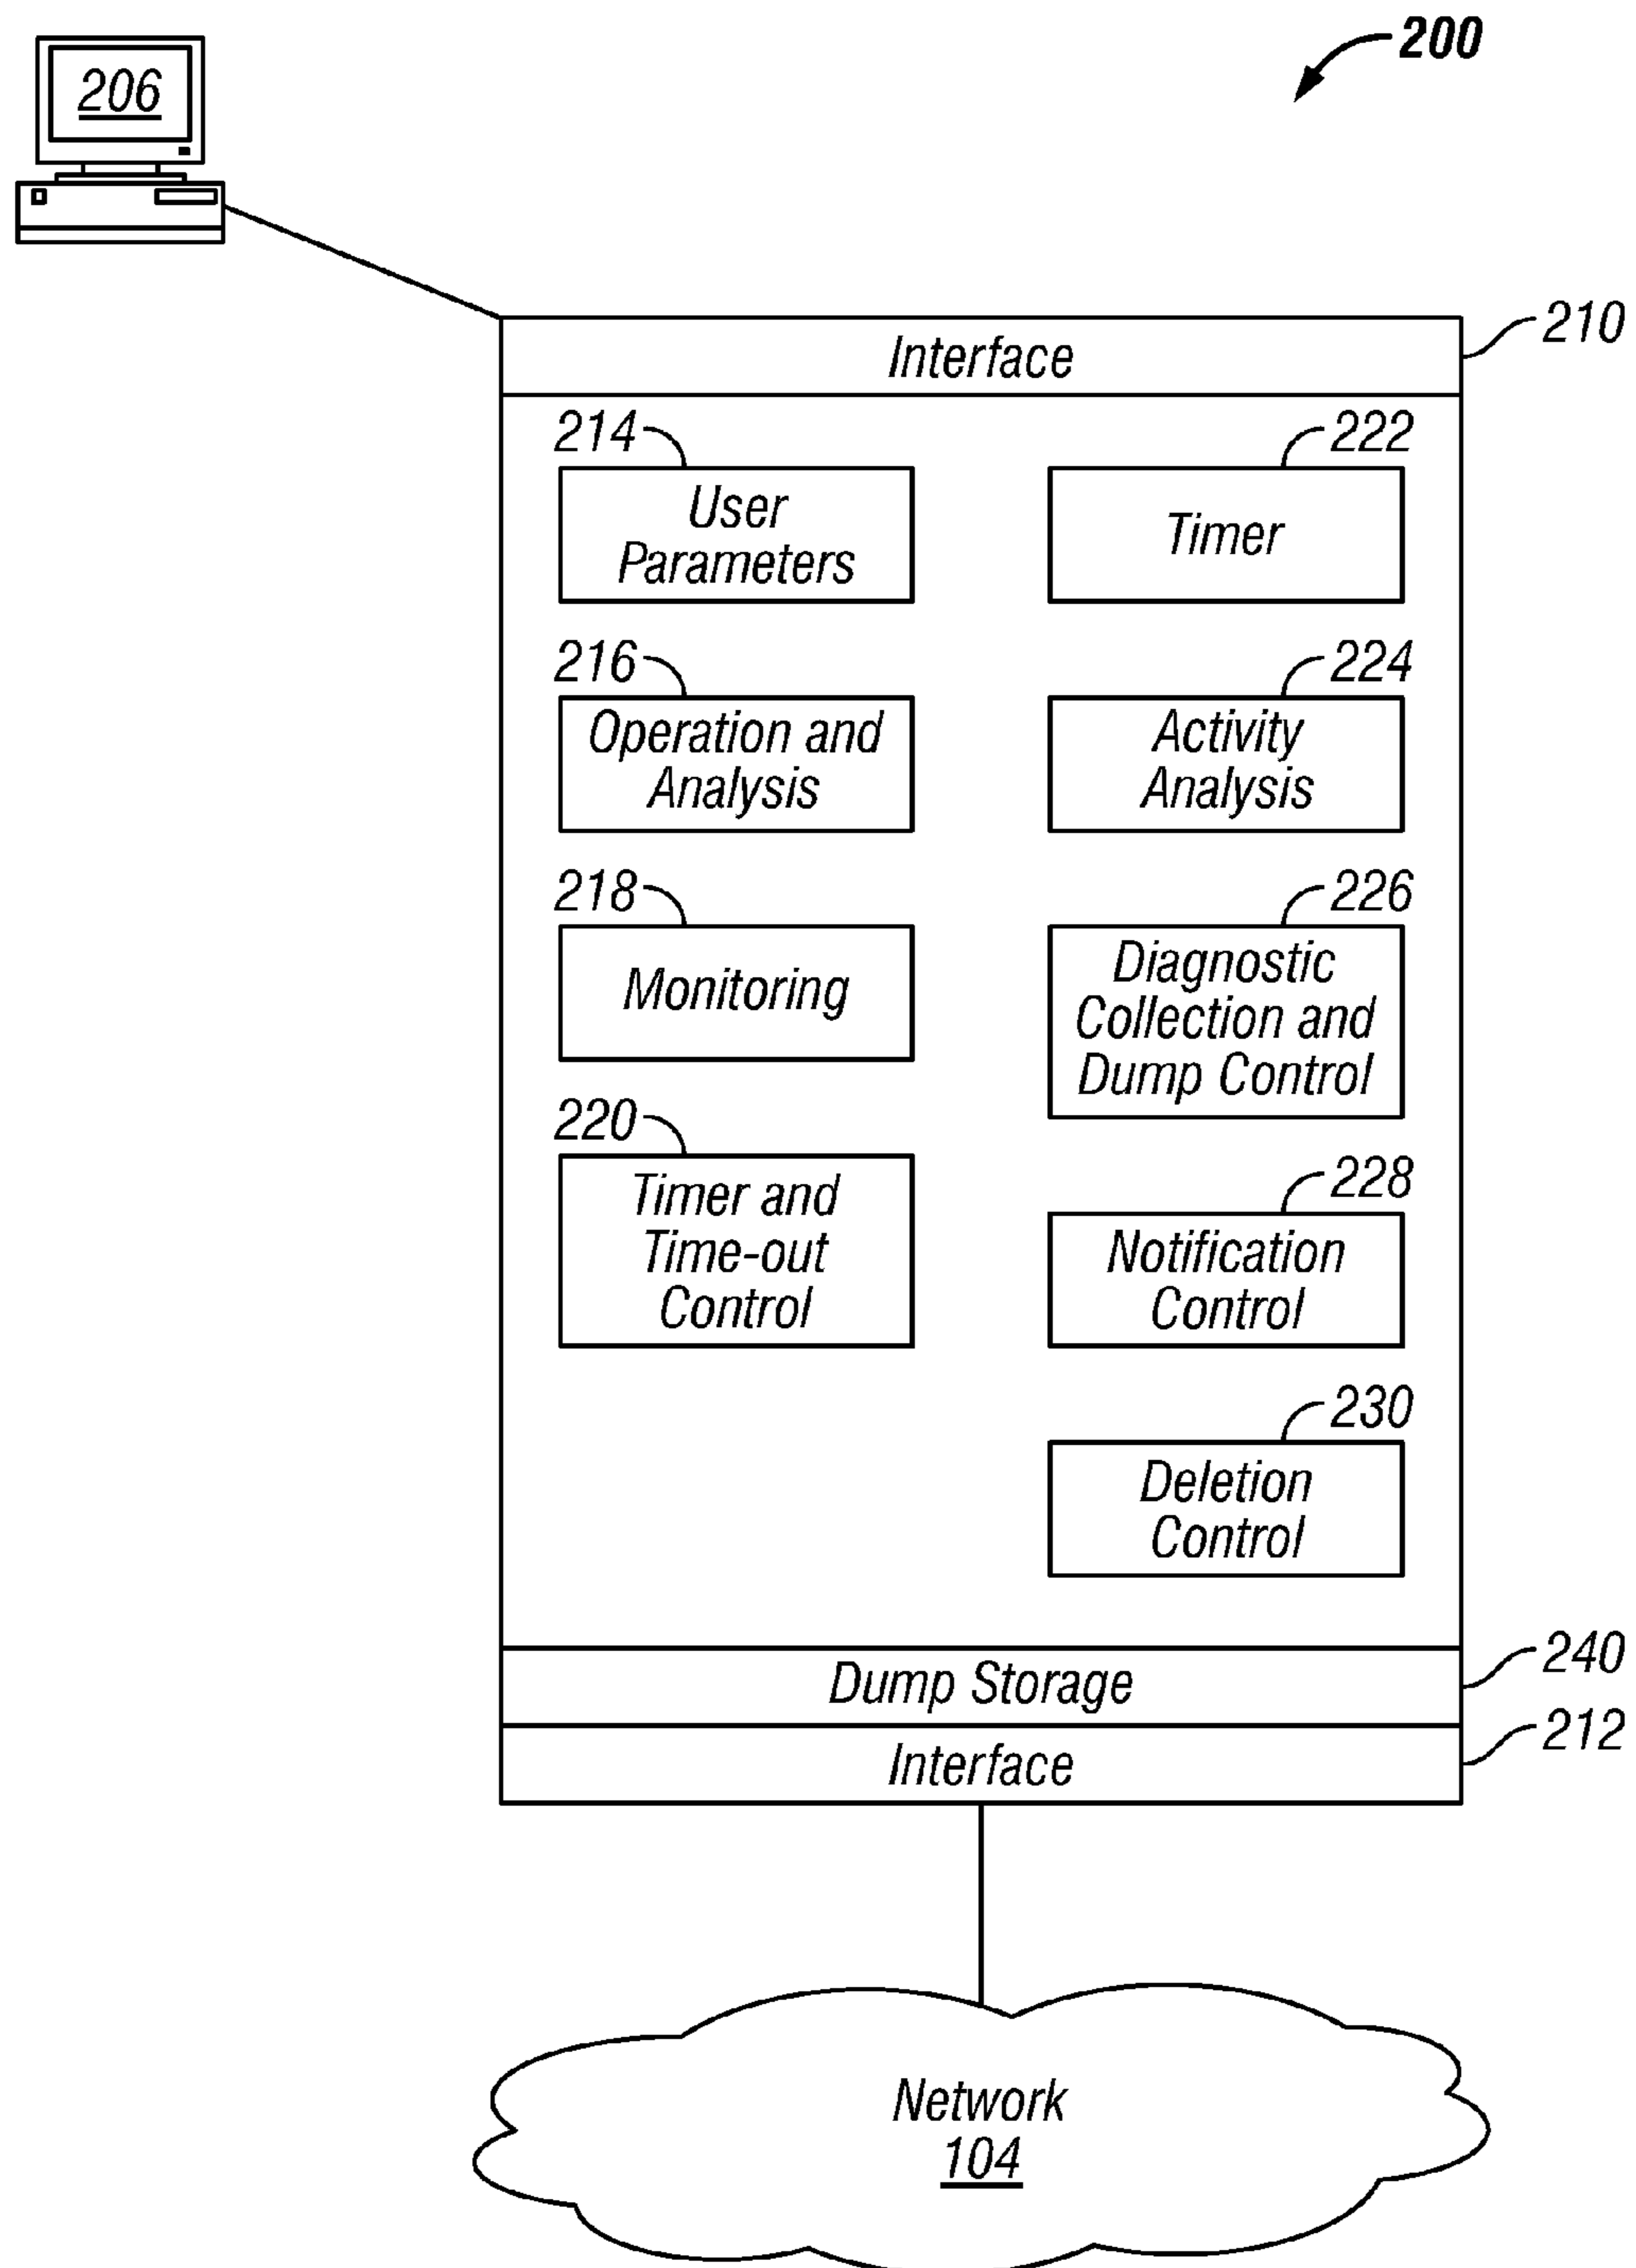 200
206
210
Interface
214
222
User
Parameters
Timer
216
224
Operation and
Analysis
Activity
Analysis
218
226
Monitoring
Diagnostic
Collection and
Dump Control
220
228
Timer and
Time-out
Control
Notification
Control
230
Deletion
Control
240
Dump Storage
212
Interface
Network
104